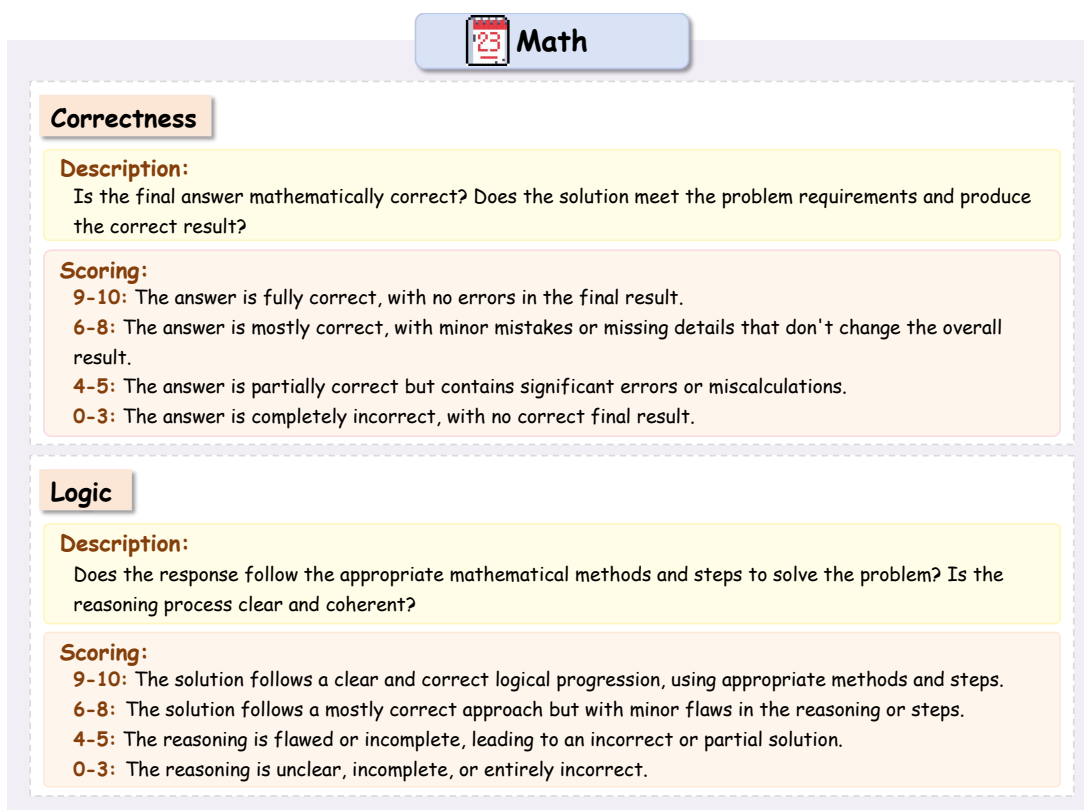 23 Math
Correctness
Description:
Is the final answer mathematically correct? Does the solution meet the problem requirements and produce
the correct result?
Scoring:
9-10: The answer is fully correct, with no errors in the final result.
6-8: The answer is mostly correct, with minor mistakes or missing details that don't change the overall
result.
4-5: The answer is partially correct but contains significant errors or miscalculations.
0-3: The answer is completely incorrect, with no correct final result.
Logic
Description:
Does the response follow the appropriate mathematical methods and steps to solve the problem? Is the
reasoning process clear and coherent?
Scoring:
9-10: The solution follows a clear and correct logical progression, using appropriate methods and steps.
6-8: The solution follows a mostly correct approach but with minor flaws in the reasoning or steps.
4-5: The reasoning is flawed or incomplete, leading to an incorrect or partial solution.
0-3: The reasoning is unclear, incomplete, or entirely incorrect.